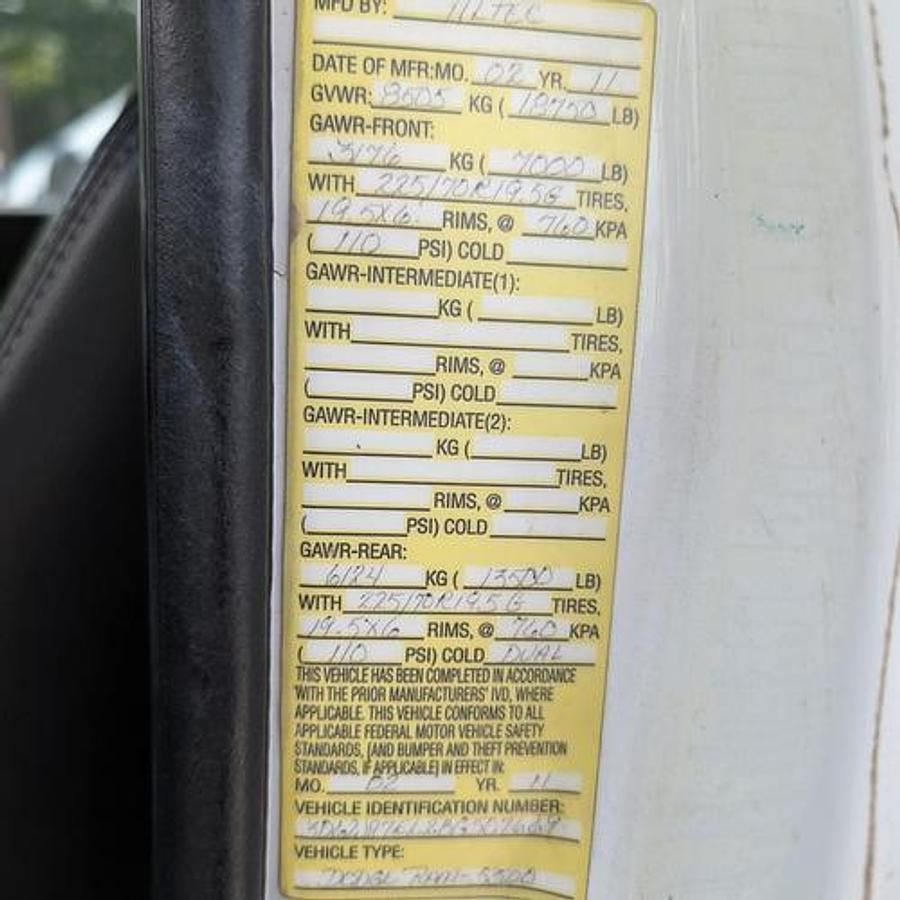 MFD BY: ALTEC
DATE OF MFR:MO. 02 YR. 11
GVWR: 8505 KG ( 18750 LB)
GAWR-FRONT:
3176 KG ( 7000 LB)
WITH 225/70R19.5G TIRES,
19.5X6 RIMS, @ 760 KPA
( 110 PSI) COLD
GAWR-INTERMEDIATE(1):
KG ( LB)
WITH TIRES,
RIMS, @ KPA
( PSI) COLD
GAWR-INTERMEDIATE(2):
KG ( LB)
WITH TIRES,
RIMS, @ KPA
( PSI) COLD
GAWR-REAR:
6124 KG ( 13500 LB)
WITH 225/70R19.5G TIRES,
19.5X6 RIMS, @ 760 KPA
( 110 PSI) COLD DUAL
THIS VEHICLE HAS BEEN COMPLETED IN ACCORDANCE
WITH THE PRIOR MANUFACTURERS' IVD, WHERE
APPLICABLE. THIS VEHICLE CONFORMS TO ALL
APPLICABLE FEDERAL MOTOR VEHICLE SAFETY
STANDARDS, [AND BUMPER AND THEFT PREVENTION
STANDARDS, IF APPLICABLE] IN EFFECT IN:
MO. 02 YR. 11
VEHICLE IDENTIFICATION NUMBER:
VEHICLE TYPE:
DODGE RAM-5500